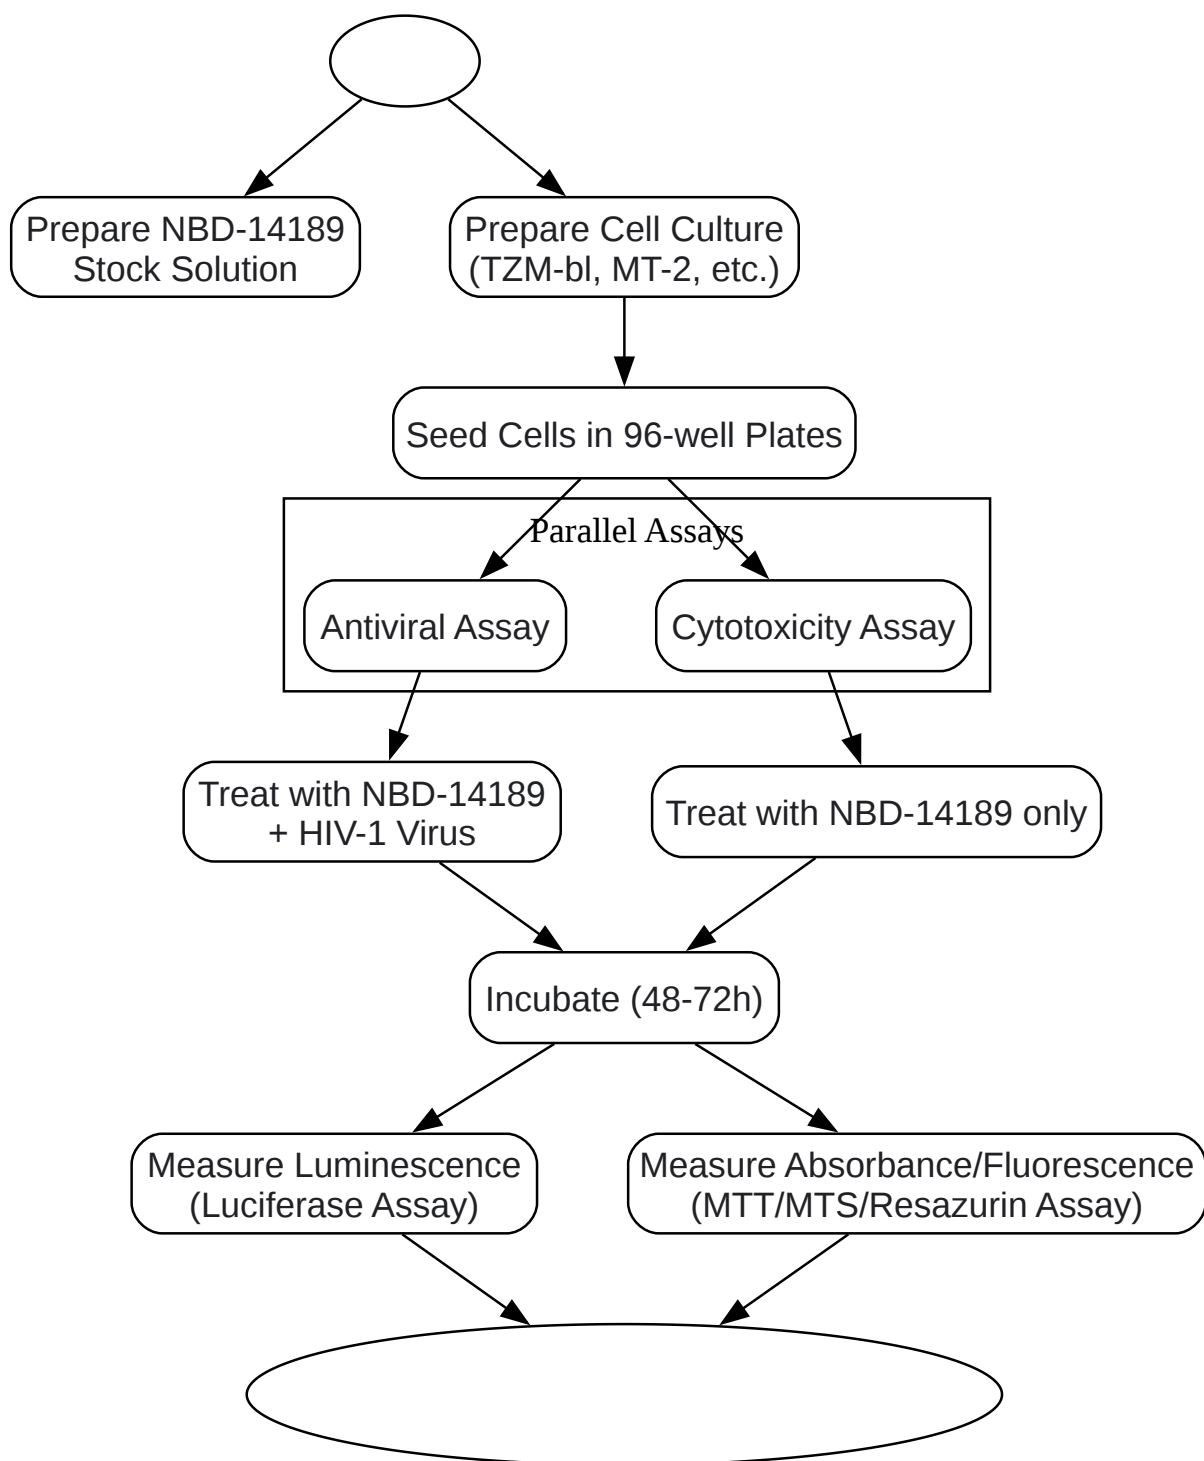 Prepare NBD-14189
Stock Solution
Prepare Cell Culture
(TZM-bl, MT-2, etc.)
Seed Cells in 96-well Plates
Parallel Assays
Antiviral Assay
Cytotoxicity Assay
Treat with NBD-14189
+ HIV-1 Virus
Treat with NBD-14189 only
Incubate (48-72h)
Measure Luminescence
(Luciferase Assay)
Measure Absorbance/Fluorescence
(MTT/MTS/Resazurin Assay)